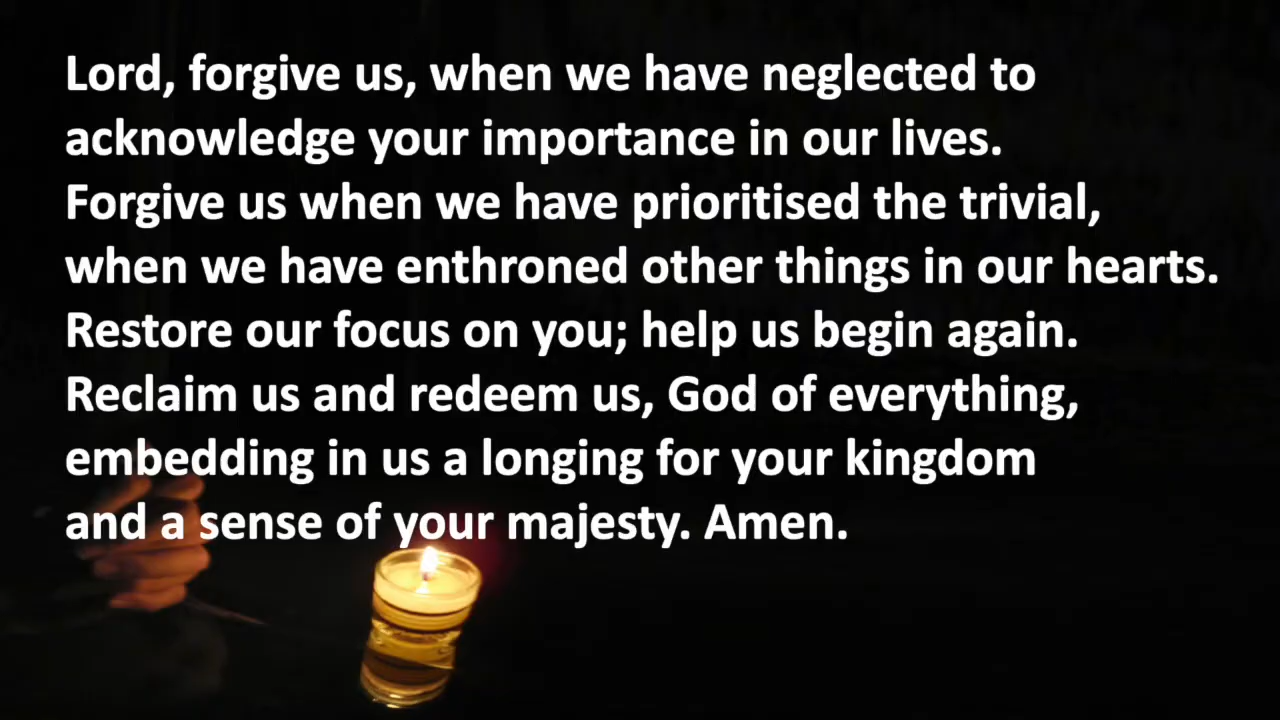 Lord, forgive us, when we have neglected to
acknowledge your importance in our lives.
Forgive us when we have prioritised the trivial,
when we have enthroned other things in our hearts.
Restore our focus on you; help us begin again.
Reclaim us and redeem us, God of everything,
embedding in us a longing for your kingdom
and a sense of your majesty. Amen.